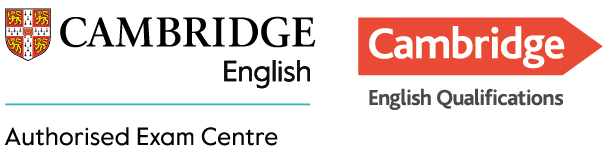 CAMBRIDGE
English
Authorised Exam Centre
Cambridge
English Qualifications